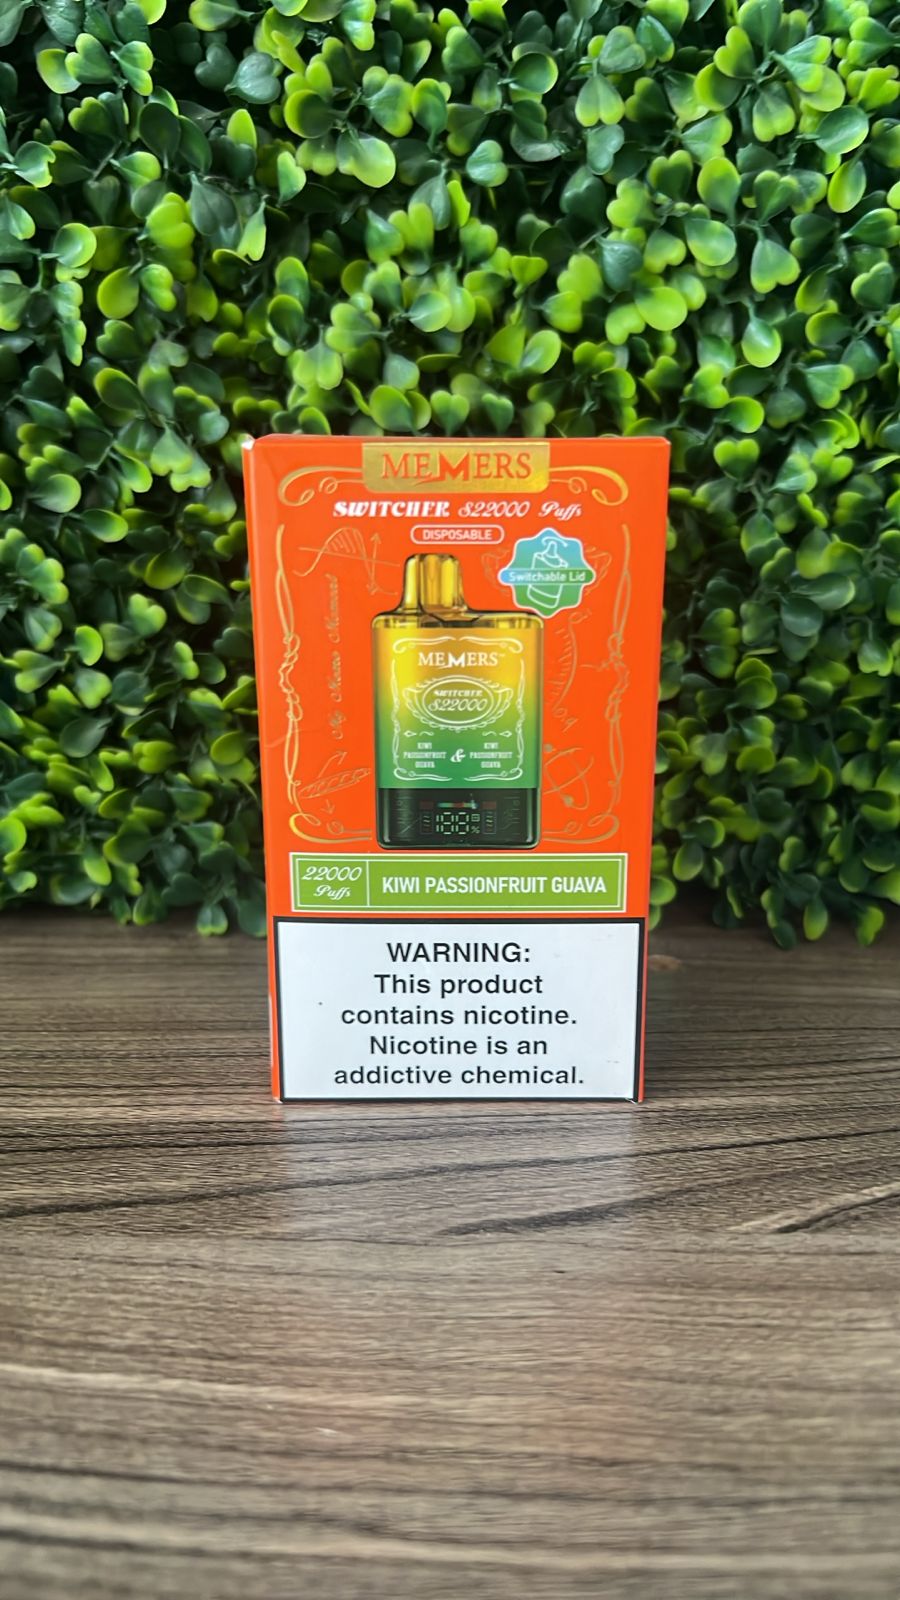 MEMERS
SWITCHER S22000 Puffs
DISPOSABLE
Switchable Lid
MEMERS
SWITCHER
S22000
KIWI PASSIONFRUIT GUAVA & KIWI PASSIONFRUIT GUAVA
100%
22000 Puffs
KIWI PASSIONFRUIT GUAVA
WARNING:
This product
contains nicotine.
Nicotine is an
addictive chemical.